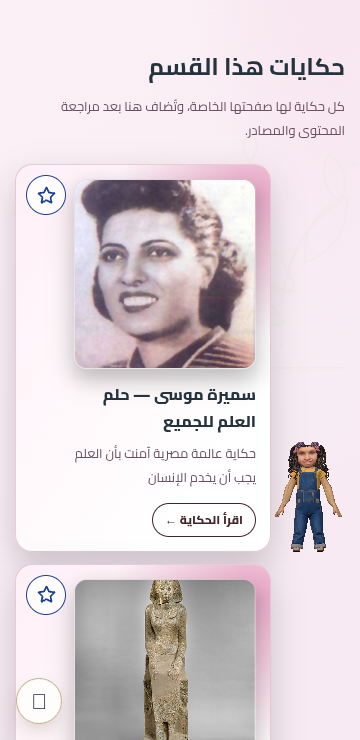 حكايات هذا القسم
كل حكاية لها صفحتها الخاصة، وتُضاف هنا بعد مراجعة
المحتوى والمصادر.
سميرة موسى — حلم
العلم للجميع
حكاية عالمة مصرية آمنت بأن العلم
يجب أن يخدم الإنسان
اقرأ الحكاية ←